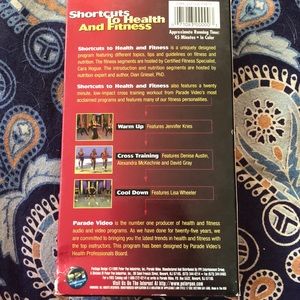 Shortcuts
to Health
And Fitness
Approximate Running Time:
45 Minutes • in Color
Shortcuts to Health and Fitness is a uniquely designed
program featuring different topics, tips and guidelines on fitness and
nutrition. The fitness segments are hosted by Certified Fitness Specialist,
Cara Hogue. The introduction and nutrition segments are hosted by
nutrition expert and author, Dian Griesel, PhD.
Shortcuts to Health and Fitness also features a twenty
minute, low-impact cross training workout from Parade Video's most
acclaimed programs and features many of our fitness personalities.
Warm Up Features Jennifer Kries
Cross Training Features Denise Austin,
Alexandra McKechnie and David Gray
Cool Down Features Lisa Wheeler
Parade Video is the number one producer of health and fitness
audio and video programs. As we have done for twenty-five years, we
are committed to bringing you the latest trends in health and fitness with
the top instructors. This program has been designed by Parade Video's
Health Professionals Board.
Visit Us On The Internet At http://www.peterpan.com